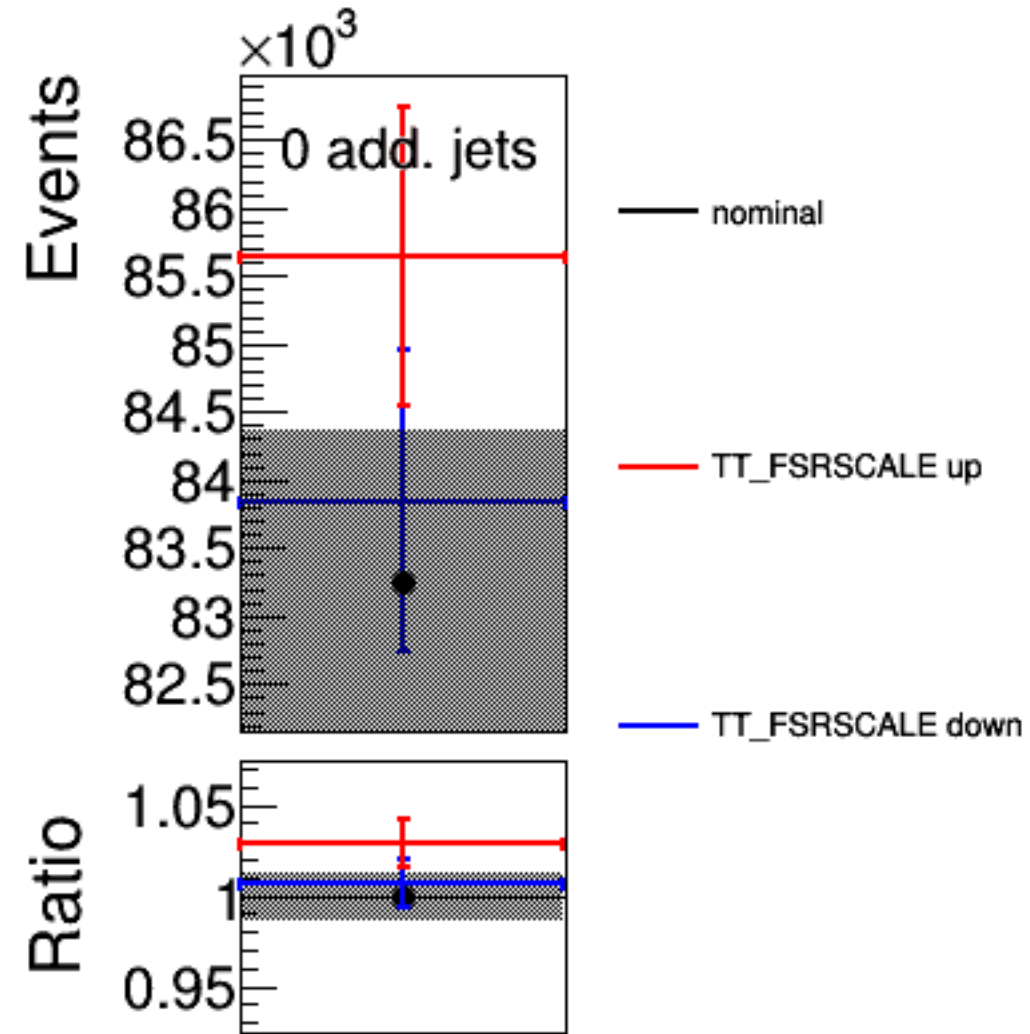 ×10³
Events
0 add. jets
86.5
86
85.5
85
84.5
84
83.5
83
82.5
nominal
TT_FSRSCALE up
TT_FSRSCALE down
Ratio
1.05
1
0.95